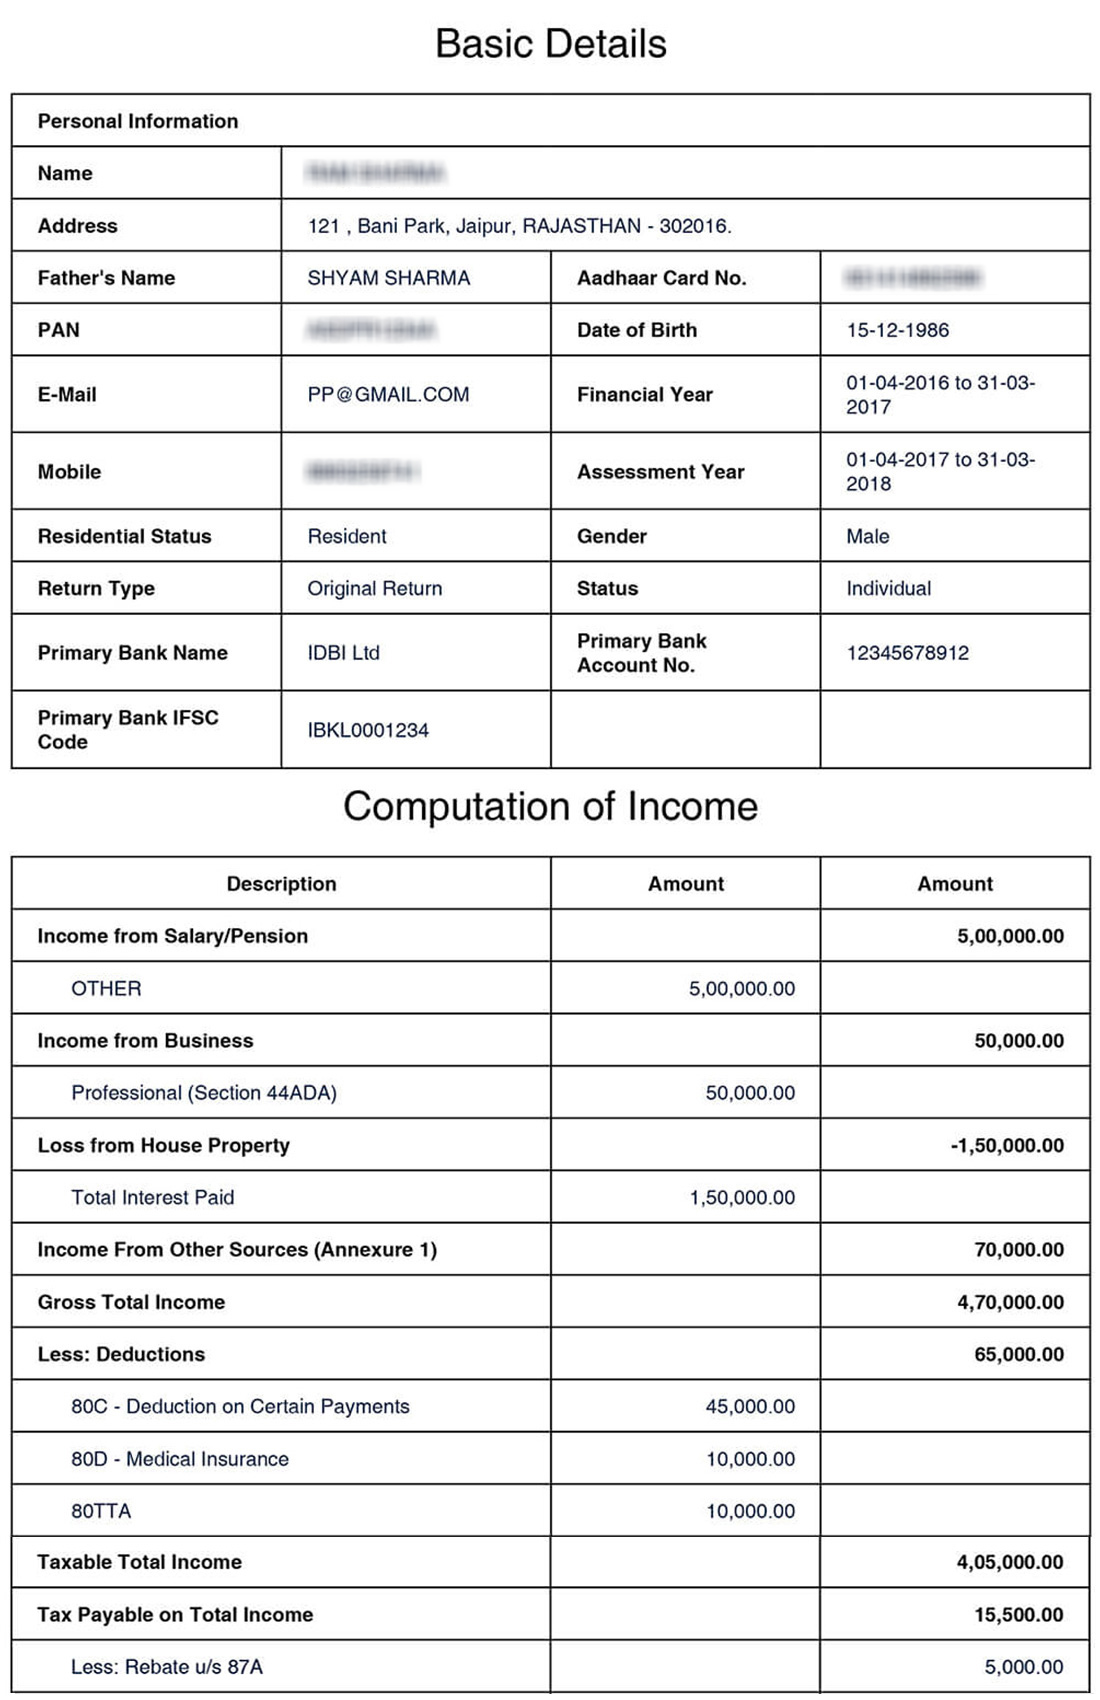 Basic Details
Personal Information
Name
Address 121 , Bani Park, Jaipur, RAJASTHAN - 302016.
Father's Name SHYAM SHARMA Aadhaar Card No.
PAN Date of Birth 15-12-1986
E-Mail PP@GMAIL.COM Financial Year 01-04-2016 to 31-03-
2017
Mobile Assessment Year 01-04-2017 to 31-03-
2018
Residential Status Resident Gender Male
Return Type Original Return Status Individual
Primary Bank Name IDBI Ltd Primary Bank
Account No. 12345678912
Primary Bank IFSC
Code IBKL0001234
Computation of Income
Description Amount Amount
Income from Salary/Pension 5,00,000.00
OTHER 5,00,000.00
Income from Business 50,000.00
Professional (Section 44ADA) 50,000.00
Loss from House Property -1,50,000.00
Total Interest Paid 1,50,000.00
Income From Other Sources (Annexure 1) 70,000.00
Gross Total Income 4,70,000.00
Less: Deductions 65,000.00
80C - Deduction on Certain Payments 45,000.00
80D - Medical Insurance 10,000.00
80TTA 10,000.00
Taxable Total Income 4,05,000.00
Tax Payable on Total Income 15,500.00
Less: Rebate u/s 87A 5,000.00